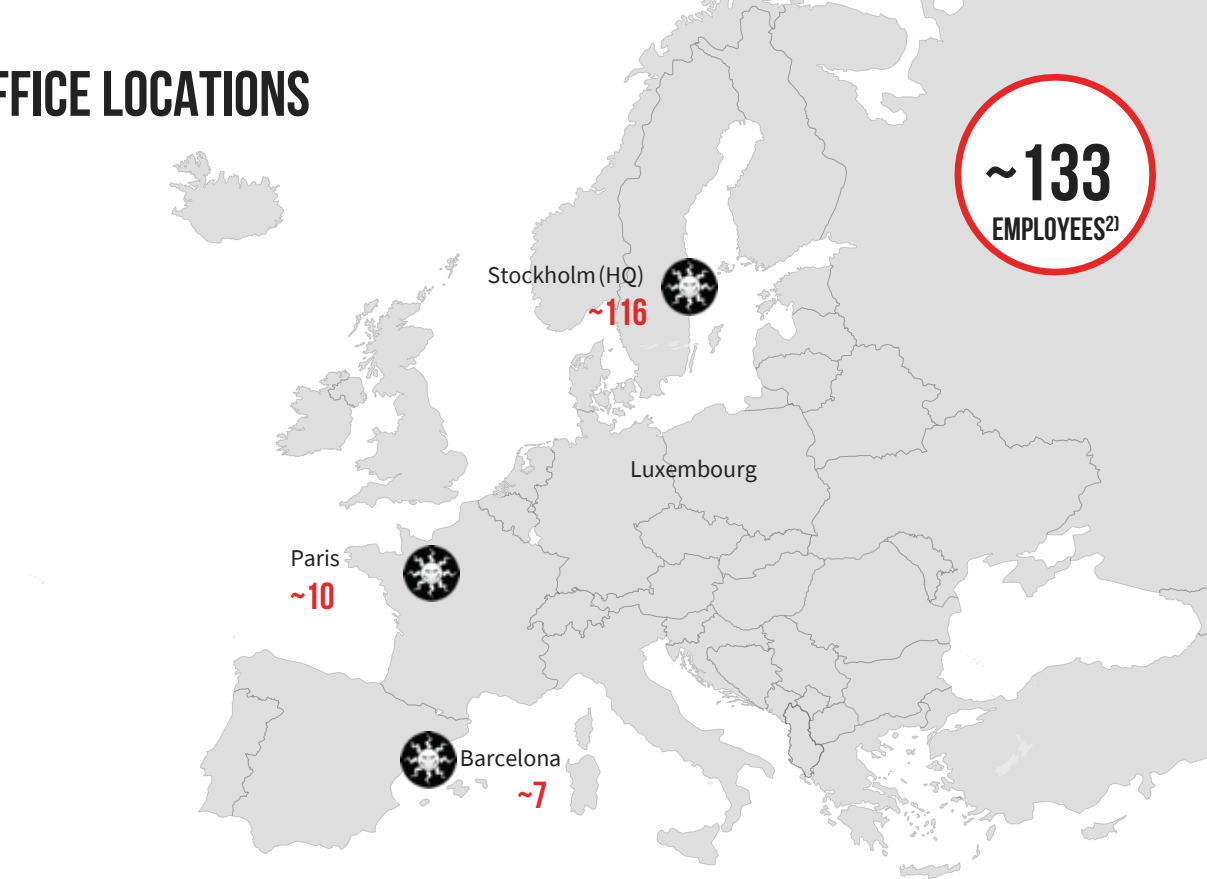 FFICE LOCATIONS
~133
EMPLOYEES2)
Stockholm (HQ)
~116
Luxembourg
Paris
~10
Barcelona
~7